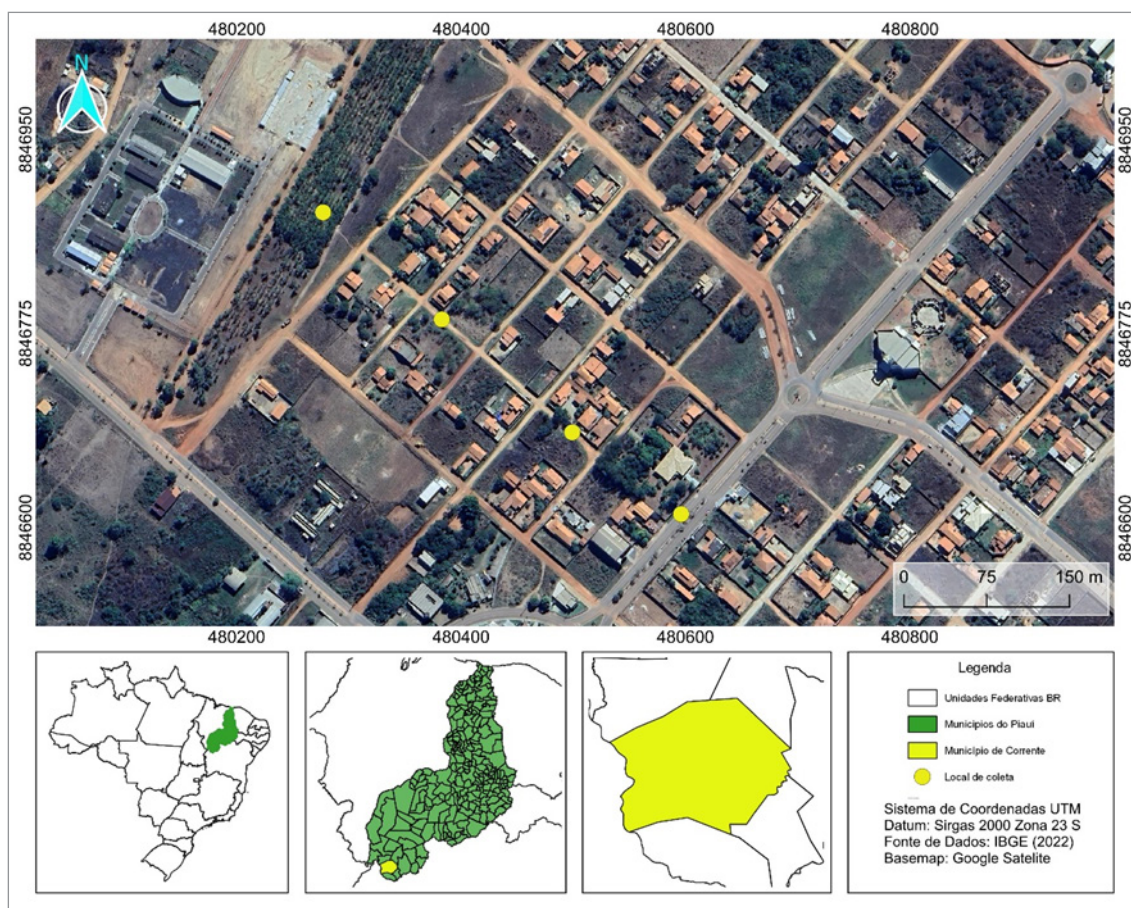 480200 480400 480600 480800
N
8846950 8846950
8846775 8846775
8846600 8846600
0 75 150 m
480200 480400 480600 480800
Legenda
Unidades Federativas BR
Municípios do Piauí
Município de Corrente
Local de coleta
Sistema de Coordenadas UTM
Datum: Sirgas 2000 Zona 23 S
Fonte de Dados: IBGE (2022)
Basemap: Google Satelite